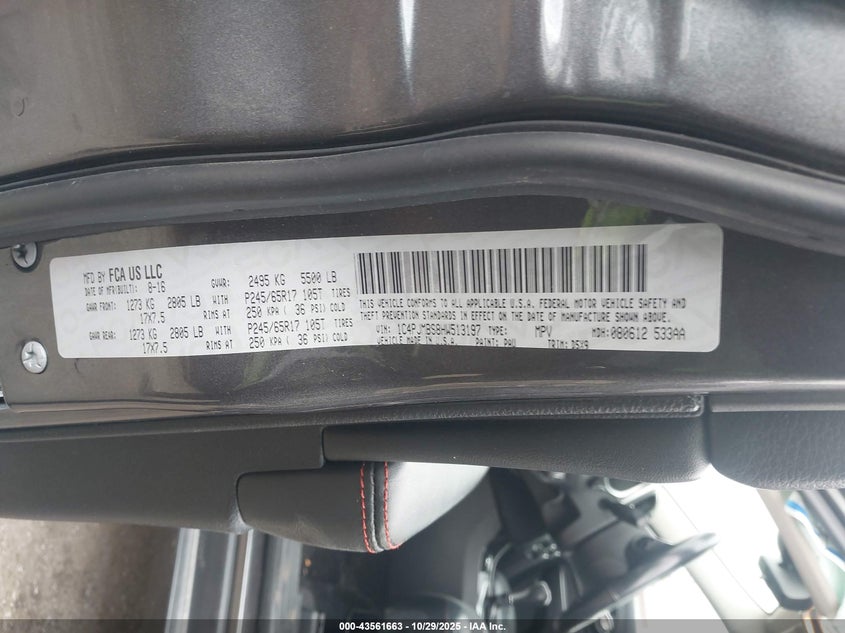 MFD BY FCA US LLC
DATE OF MFR(BUILT): 8-16 GVWR: 2495 KG 5500 LB
GAWR FRONT: 1273 KG 2805 LB WITH P245/65R17 105T TIRES
17X7.5 RIMS AT 250 KPA ( 36 PSI) COLD
GAWR REAR: 1273 KG 2805 LB WITH P245/65R17 105T TIRES
17X7.5 RIMS AT 250 KPA ( 36 PSI) COLD
THIS VEHICLE CONFORMS TO ALL APPLICABLE U.S.A. FEDERAL MOTOR VEHICLE SAFETY AND
THEFT PREVENTION STANDARDS IN EFFECT ON THE DATE OF MANUFACTURE SHOWN ABOVE.
VIN: 1C4PJMBS8HW513197 TYPE: MPV MDH: 080612 533AA
VEHICLE MADE IN U.S.A. PAINT: PAU TRIM: D5X9
000-43561663 - 10/29/2025 - IAA Inc.